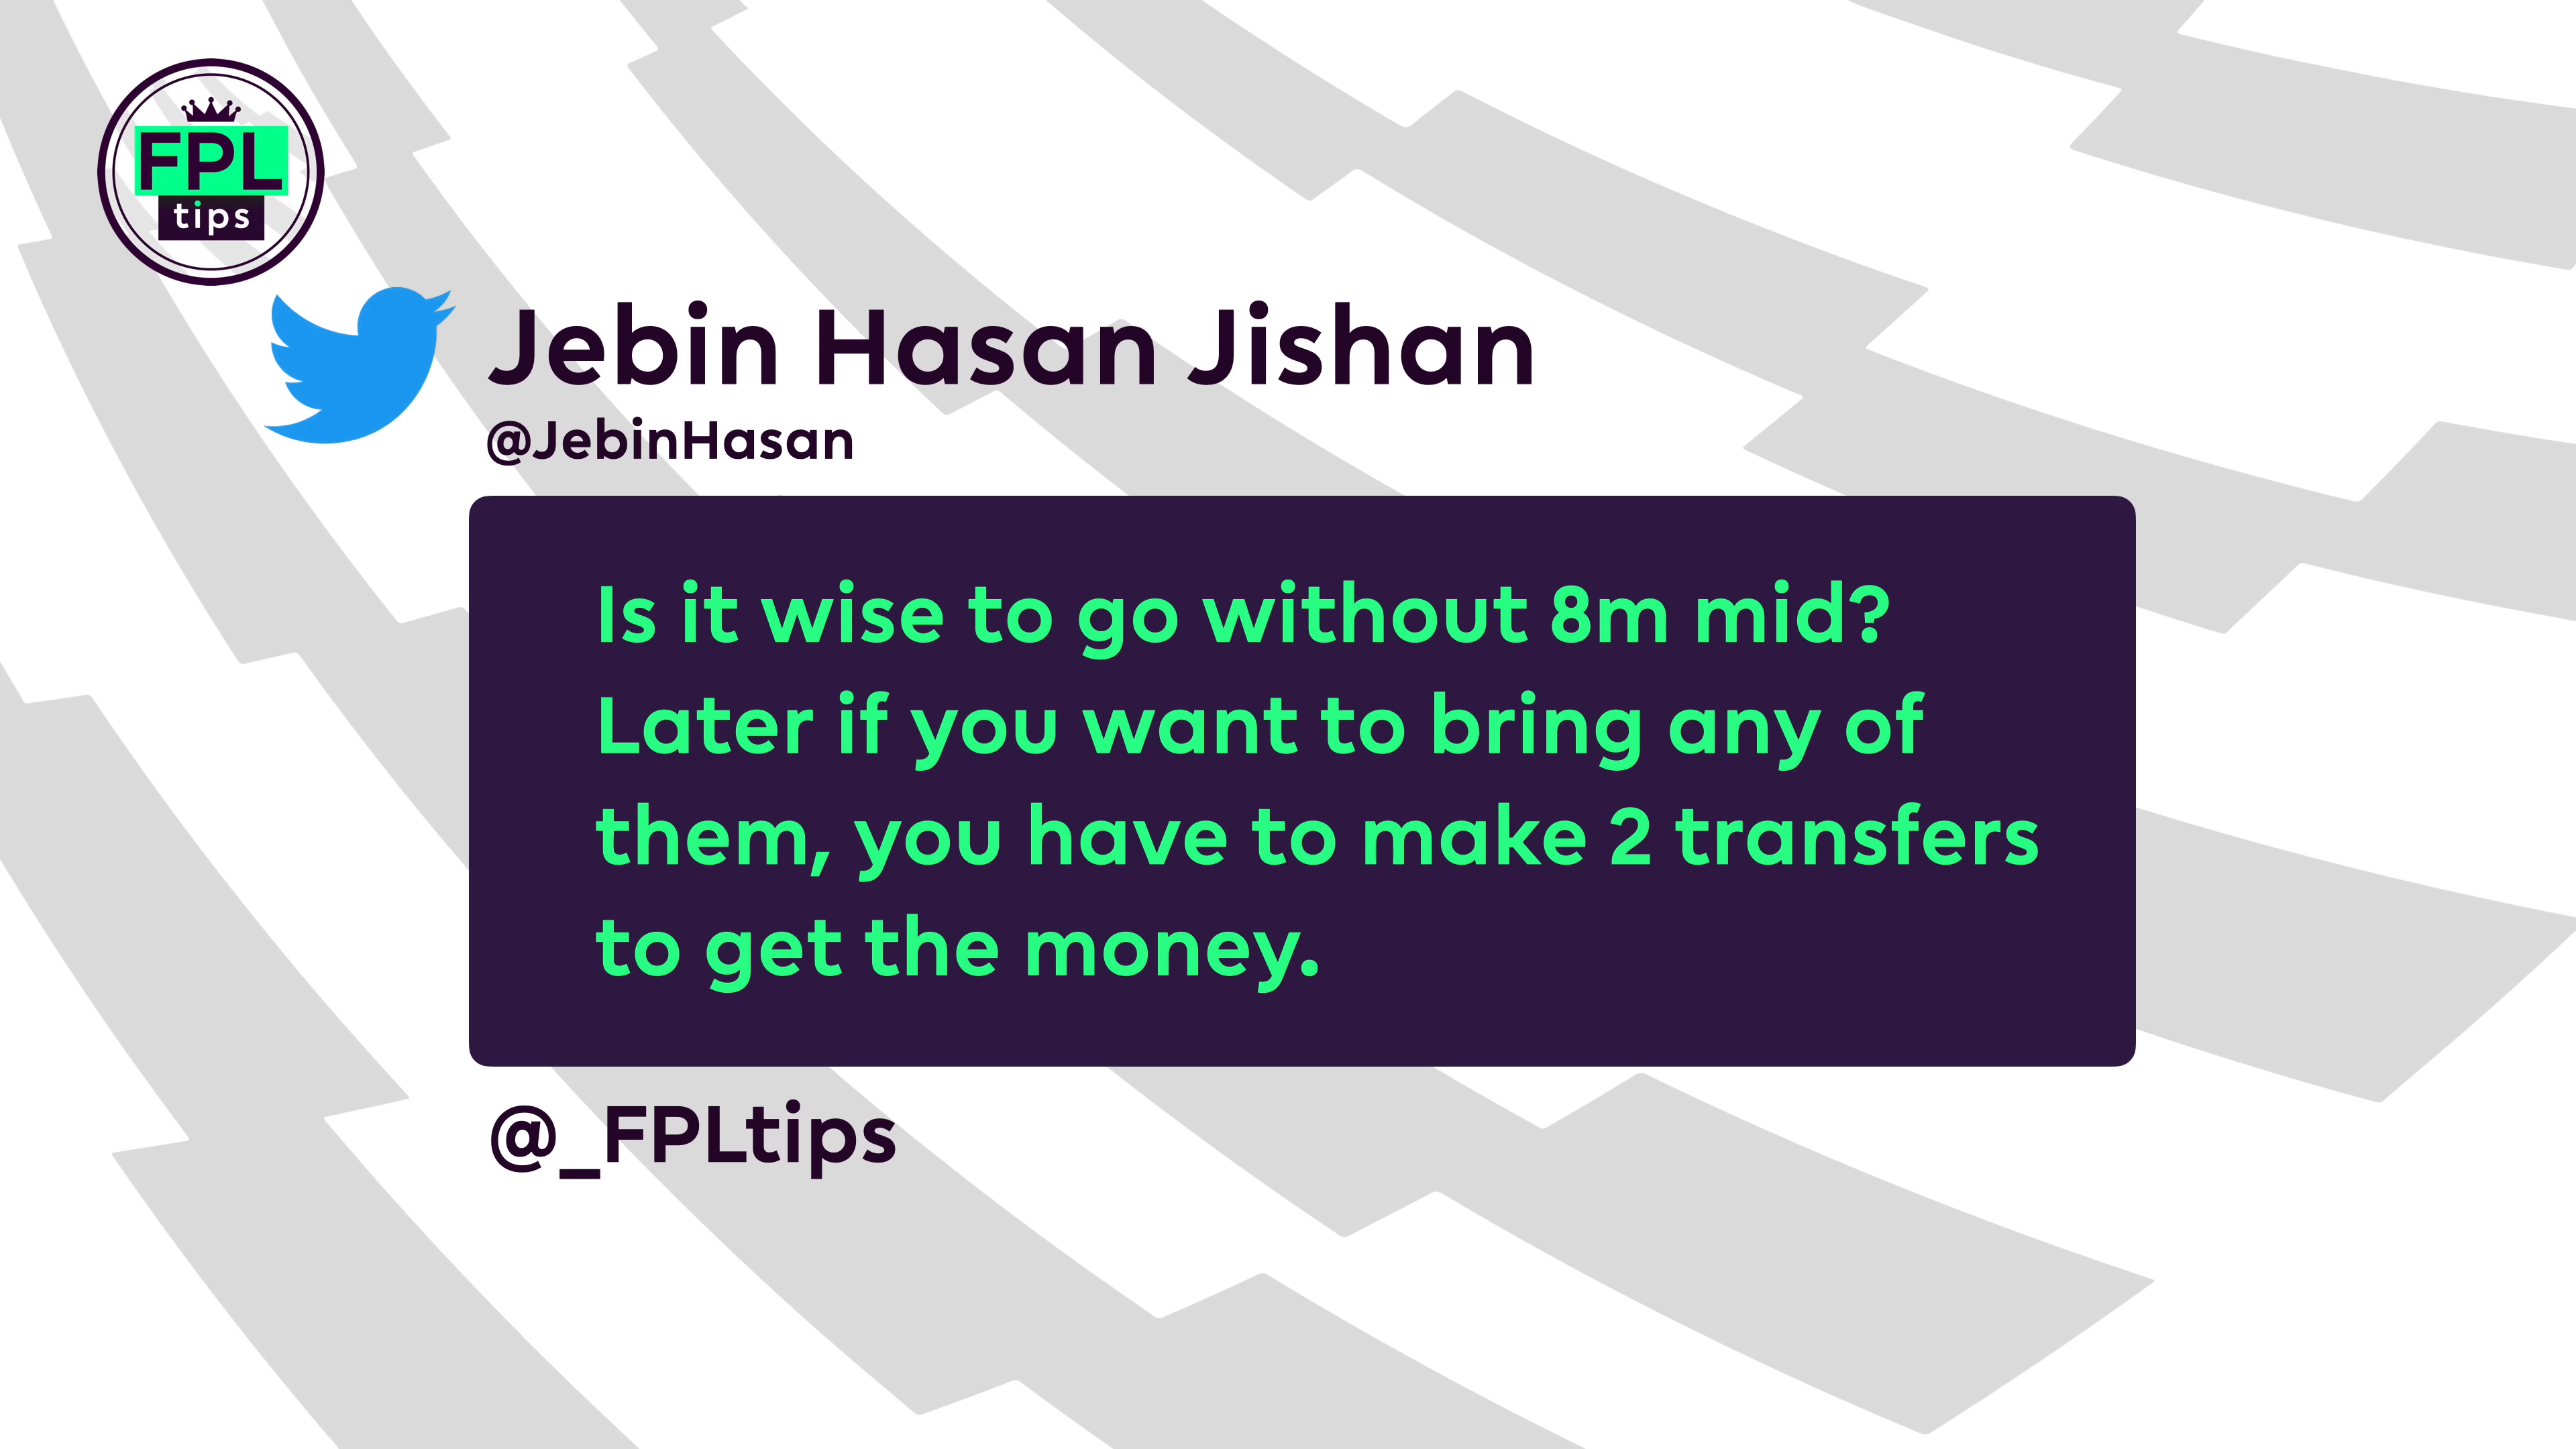 FPL
tips
Jebin Hasan Jishan
@JebinHasan
Is it wise to go without 8m mid?
Later if you want to bring any of
them, you have to make 2 transfers
to get the money.
@_FPLtips